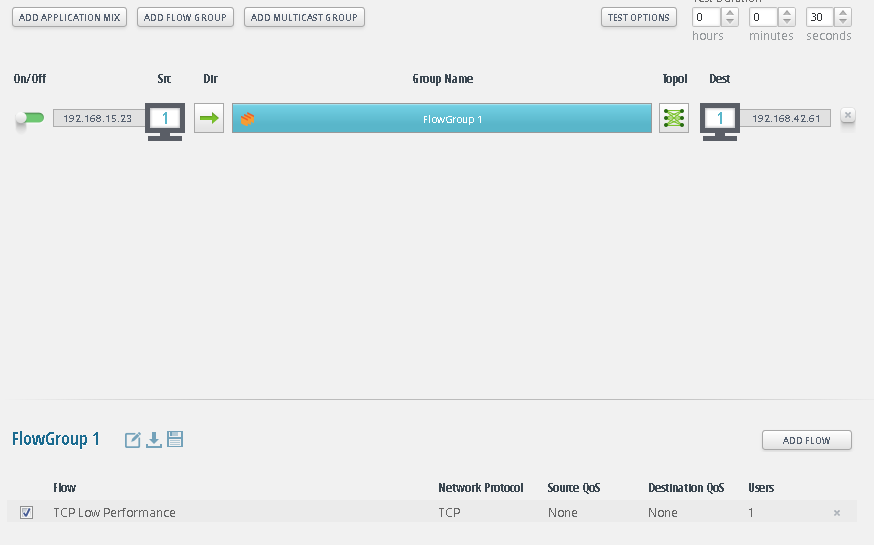 Test Duration
ADD APPLICATION MIX ADD FLOW GROUP ADD MULTICAST GROUP TEST OPTIONS 0 0 30
hours minutes seconds
On/Off Src Dir Group Name Topol Dest
192.168.15.23 1 FlowGroup 1 1 192.168.42.61
FlowGroup 1 ADD FLOW
Flow Network Protocol Source QoS Destination QoS Users
TCP Low Performance TCP None None 1